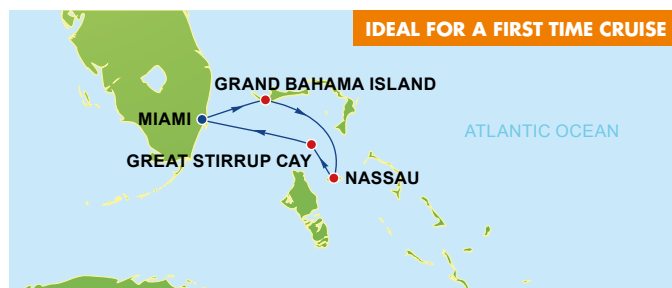 IDEAL FOR A FIRST TIME CRUISE
GRAND BAHAMA ISLAND
MIAMI
ATLANTIC OCEAN
GREAT STIRRUP CAY
NASSAU